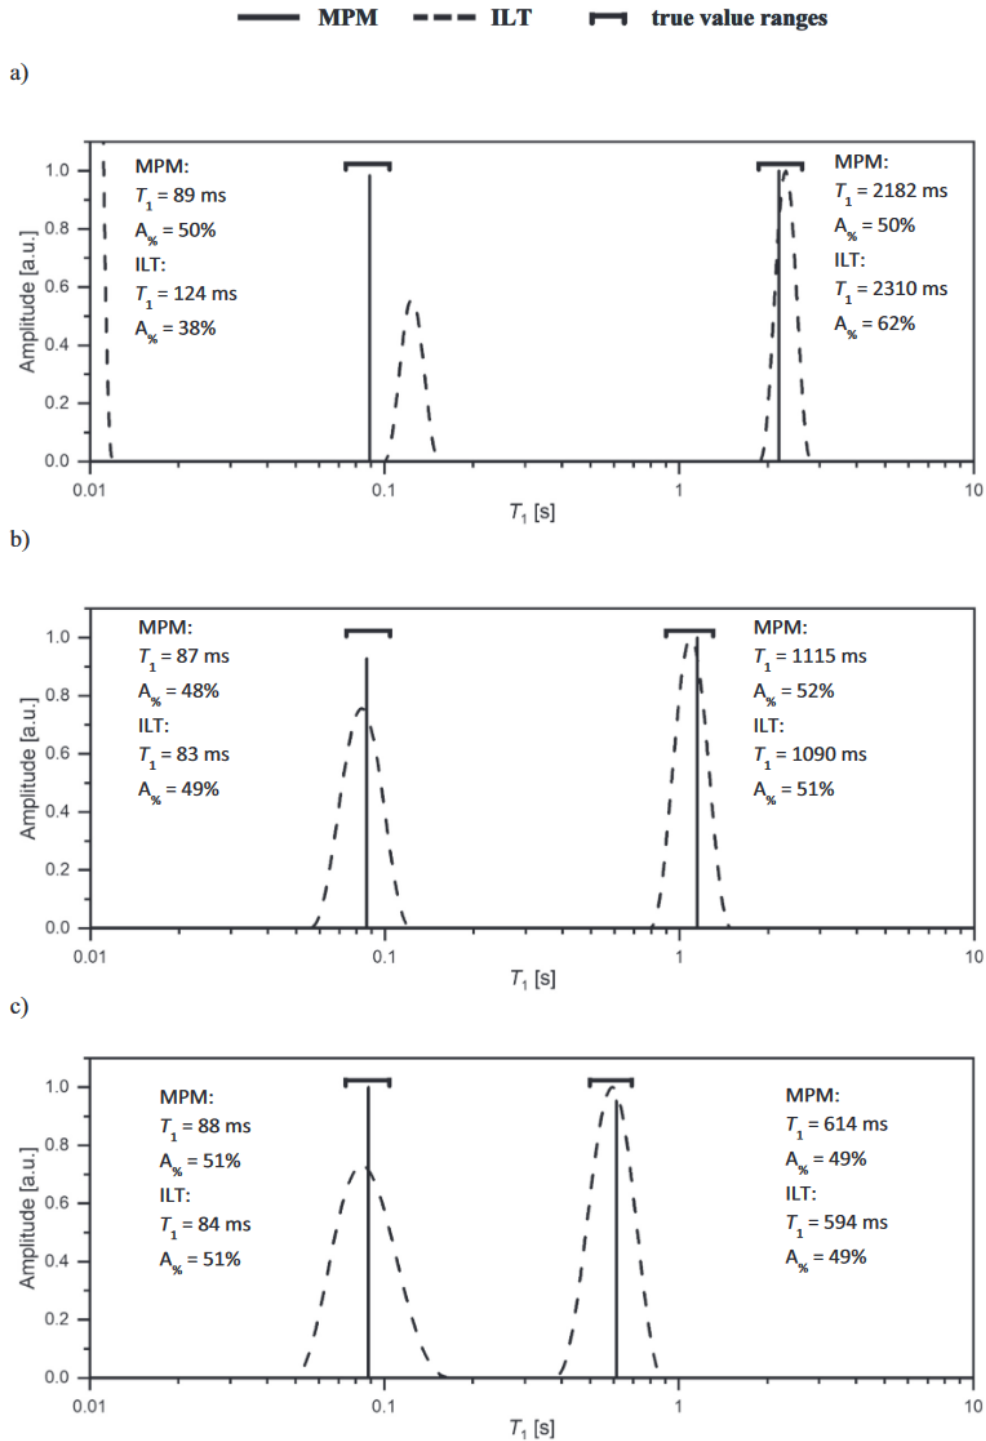 MPM ILT true value ranges
a)
MPM:
T1 = 89 ms
A% = 50%
ILT:
T1 = 124 ms
A% = 38%
MPM:
T1 = 2182 ms
A% = 50%
ILT:
T1 = 2310 ms
A% = 62%
Amplitude [a.u.]
1.0
0.8
0.6
0.4
0.2
0.0
0.01 0.1 1 10
T1 [s]
b)
MPM:
T1 = 87 ms
A% = 48%
ILT:
T1 = 83 ms
A% = 49%
MPM:
T1 = 1115 ms
A% = 52%
ILT:
T1 = 1090 ms
A% = 51%
Amplitude [a.u.]
1.0
0.8
0.6
0.4
0.2
0.0
0.01 0.1 1 10
T1 [s]
c)
MPM:
T1 = 88 ms
A% = 51%
ILT:
T1 = 84 ms
A% = 51%
MPM:
T1 = 614 ms
A% = 49%
ILT:
T1 = 594 ms
A% = 49%
Amplitude [a.u.]
1.0
0.8
0.6
0.4
0.2
0.0
0.01 0.1 1 10
T1 [s]